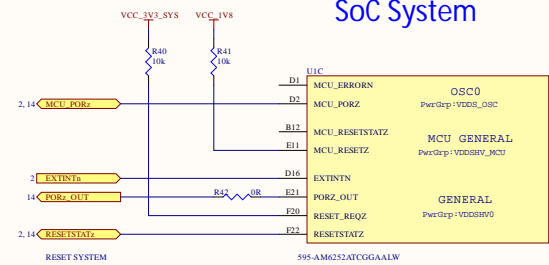 SoC System
VCC_3V3_SYS VCC_1V8
R40 R41
10k 10k
U1C
D1 MCU_ERRORN
OSC0
2, 14 MCU_PORz D2 MCU_PORZ
PwrGrp:VDDS_OSC
B12 MCU_RESETSTATZ
MCU GENERAL
E11 MCU_RESETZ
PwrGrp:VDDSHV_MCU
2 EXTINTn D16 EXTINTN
14 PORz_OUT R42 0R E21 PORZ_OUT
GENERAL
F20 RESET_REQZ
PwrGrp:VDDSHV0
2, 14 RESETSTATz F22 RESETSTATZ
RESET SYSTEM 595-AM6252ATCGGAALW